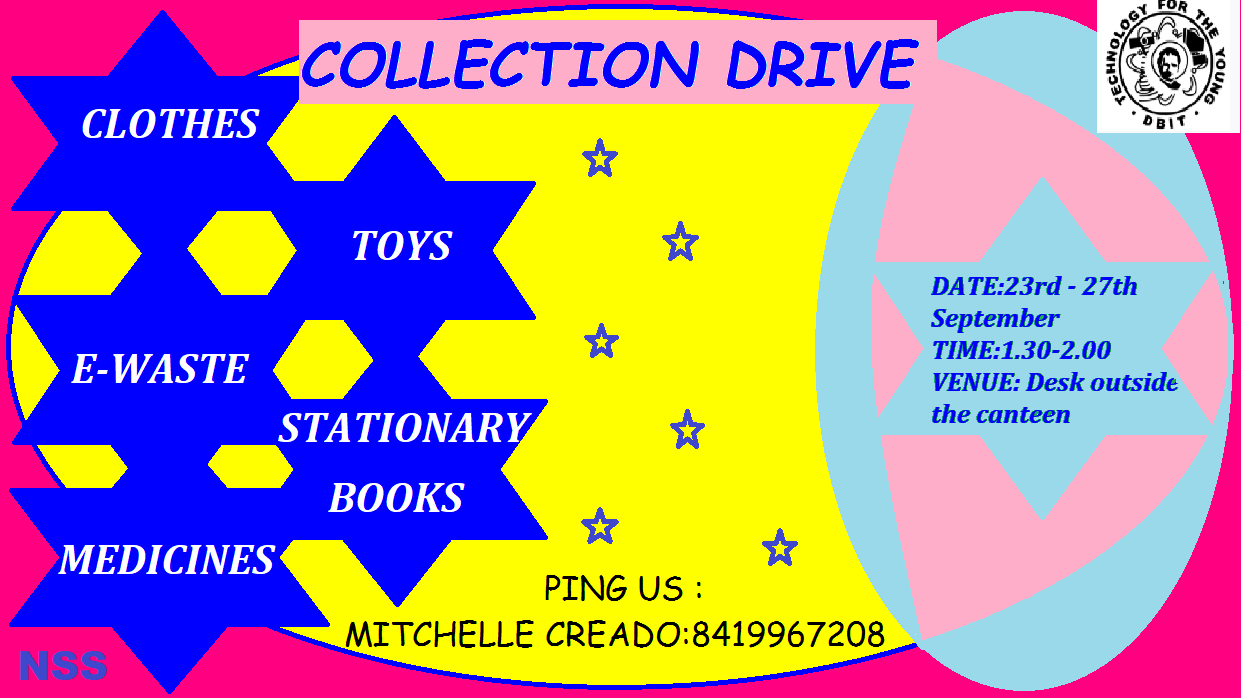 COLLECTION DRIVE
TECHNOLOGY FOR THE YOUNG
· DBIT ·
CLOTHES
TOYS
E-WASTE
STATIONARY
BOOKS
MEDICINES
DATE:23rd - 27th
September
TIME:1.30-2.00
VENUE: Desk outside
the canteen
PING US :
MITCHELLE CREADO:8419967208
NSS